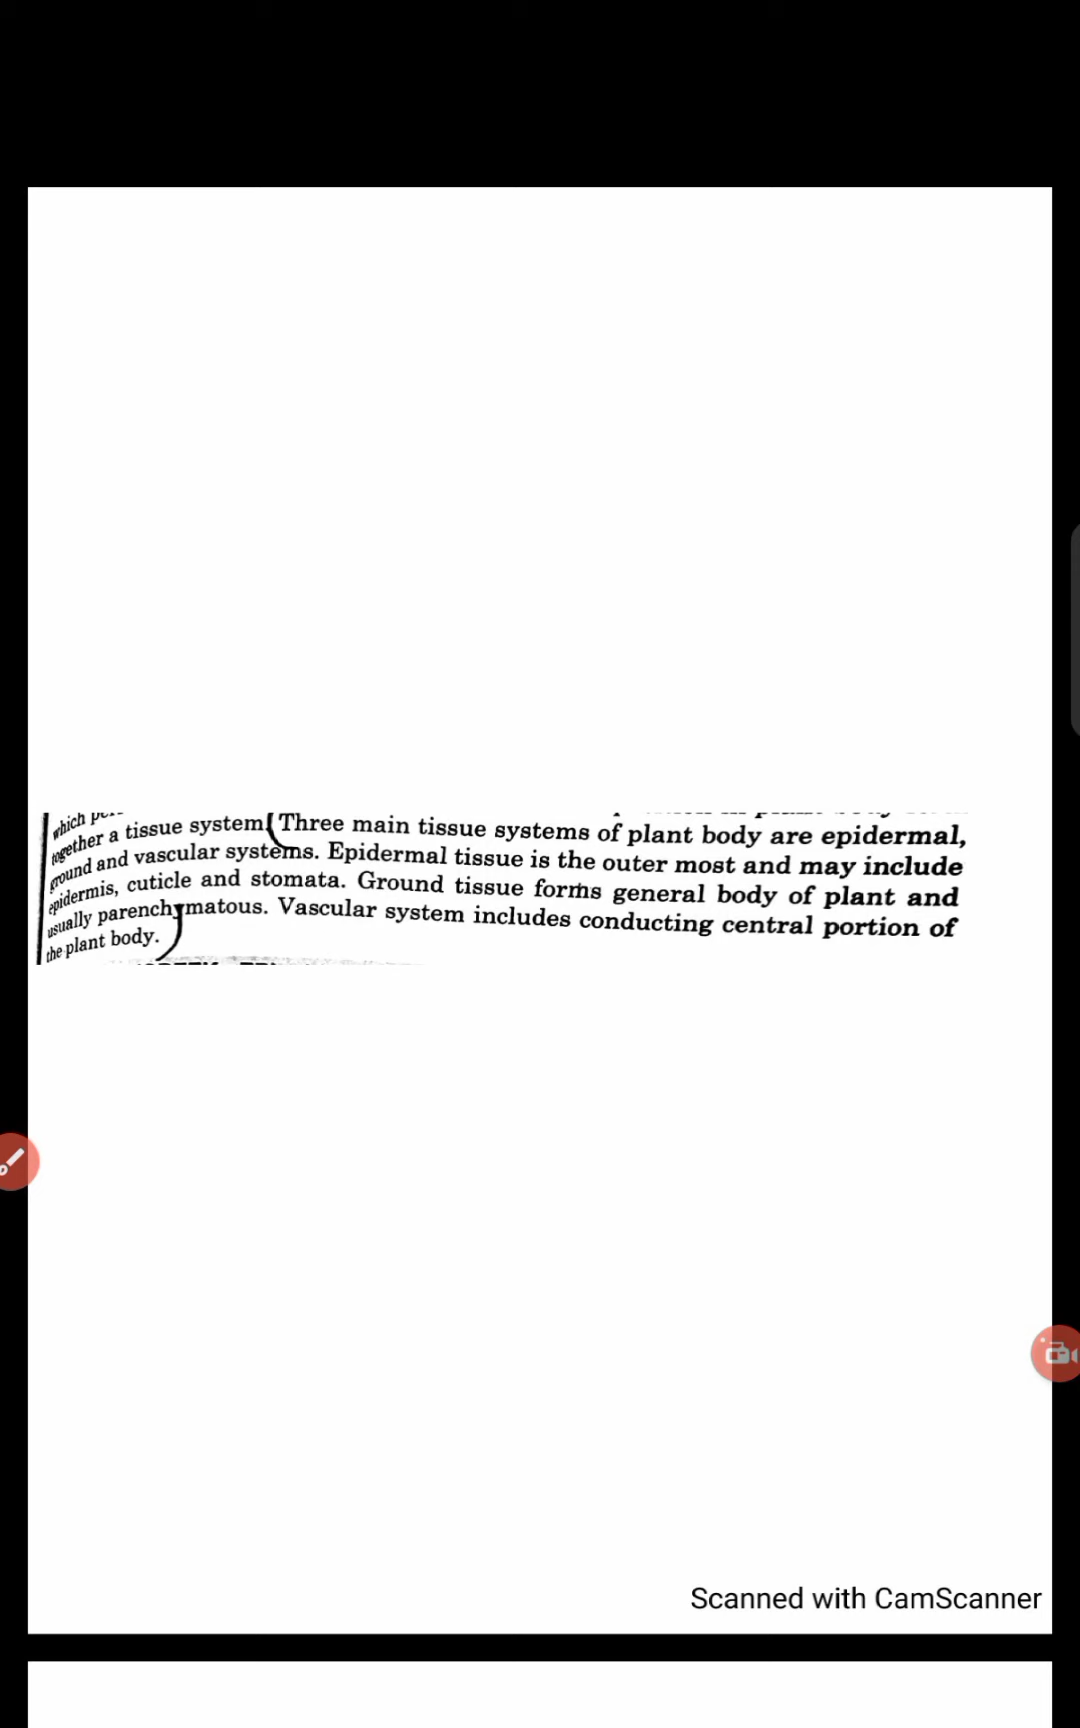 which
together a tissue system(Three main tissue systems of plant body are epidermal,
ground and vascular systems. Epidermal tissue is the outer most and may include
epidermis, cuticle and stomata. Ground tissue forms general body of plant and
usually parenchymatous. Vascular system includes conducting central portion of
the plant body.)
Scanned with CamScanner